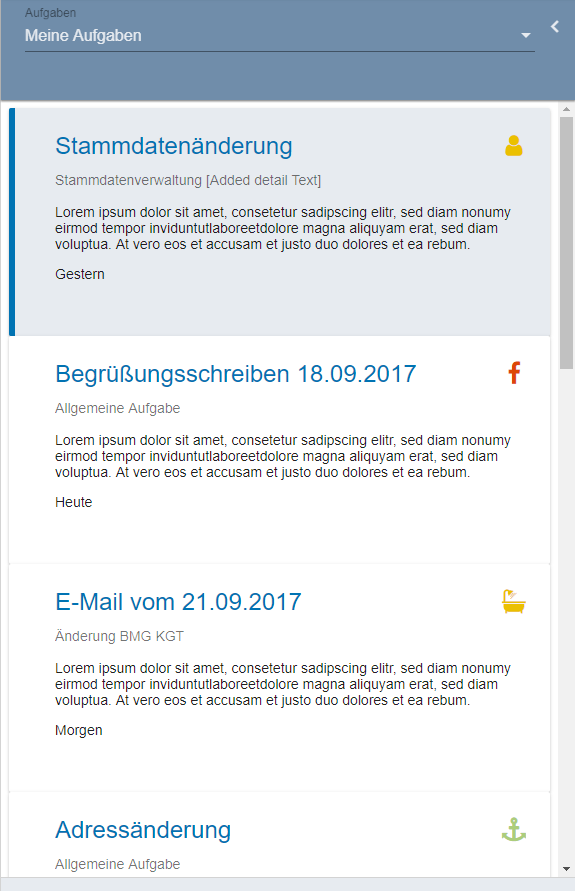 Aufgaben
Meine Aufgaben
Stammdatenänderung
Stammdatenverwaltung [Added detail Text]
Lorem ipsum dolor sit amet, consetetur sadipscing elitr, sed diam nonumy
eirmod tempor inviduntutlaboreetdolore magna aliquyam erat, sed diam
voluptua. At vero eos et accusam et justo duo dolores et ea rebum.
Gestern
Begrüßungsschreiben 18.09.2017
Allgemeine Aufgabe
Lorem ipsum dolor sit amet, consetetur sadipscing elitr, sed diam nonumy
eirmod tempor inviduntutlaboreetdolore magna aliquyam erat, sed diam
voluptua. At vero eos et accusam et justo duo dolores et ea rebum.
Heute
E-Mail vom 21.09.2017
Änderung BMG KGT
Lorem ipsum dolor sit amet, consetetur sadipscing elitr, sed diam nonumy
eirmod tempor inviduntutlaboreetdolore magna aliquyam erat, sed diam
voluptua. At vero eos et accusam et justo duo dolores et ea rebum.
Morgen
Adressänderung
Allgemeine Aufgabe